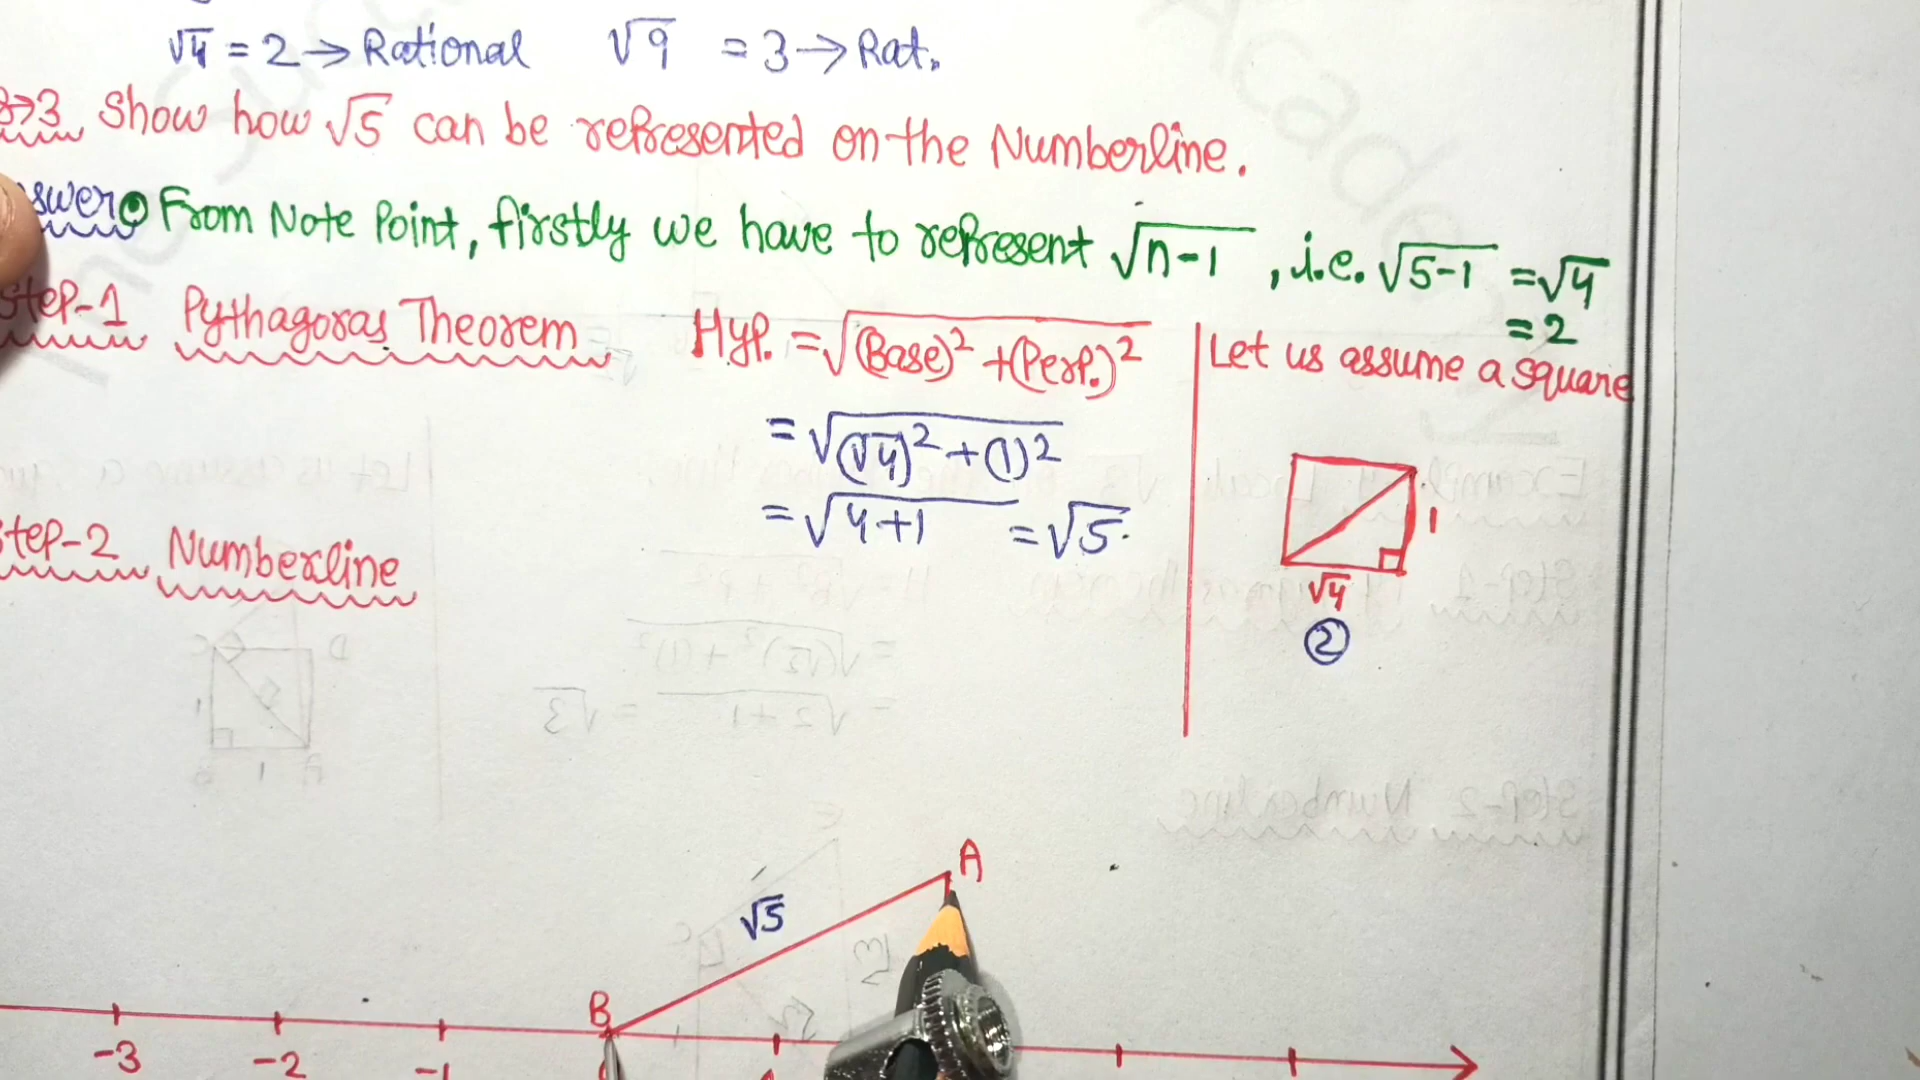 √4 = 2 → Rational √9 = 3 → Rat.
→3 Show how √5 can be represented on the Numberline.
swer From Note Point, firstly we have to represent √n-1 , i.e. √5-1 = √4
= 2
Step-1 Pythagoras Theorem Hyp. = √(Base)² + (Perp.)² Let us assume a square
= √(√4)² + (1)²
= √4+1 = √5.
1
√4
2
Step-2 Numberline
A
√5
B
-3 -2 -1